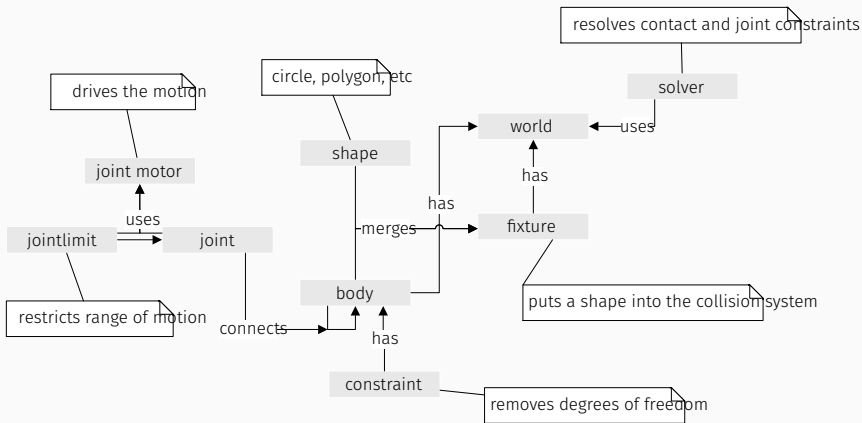 resolves contact and joint constraints
solver
circle, polygon, etc
drives the motion
world
uses
shape
joint motor
has
has
uses
merges
fixture
jointlimit
joint
body
puts a shape into the collision system
restricts range of motion
connects
has
constraint
removes degrees of freedom